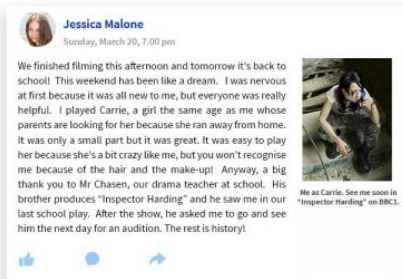 Jessica Malone
Sunday, March 20, 7.00 pm
We finished filming this afternoon and tomorrow it's back to
school! This weekend has been like a dream. I was nervous
at first because it was all new to me, but everyone was really
helpful. I played Carrie, a girl the same age as me whose
parents are looking for her because she ran away from home.
It was only a small part but it was great. It was easy to play
her because she's a bit crazy like me, but you won't recognise
me because of the hair and the make-up! Anyway, a big
thank you to Mr Chasen, our drama teacher at school. His
brother produces "Inspector Harding" and he saw me in our
last school play. After the show, he asked me to go and see
him the next day for an audition. The rest is history!
Me as Carrie. See me soon in
"Inspector Harding" on BBC1.